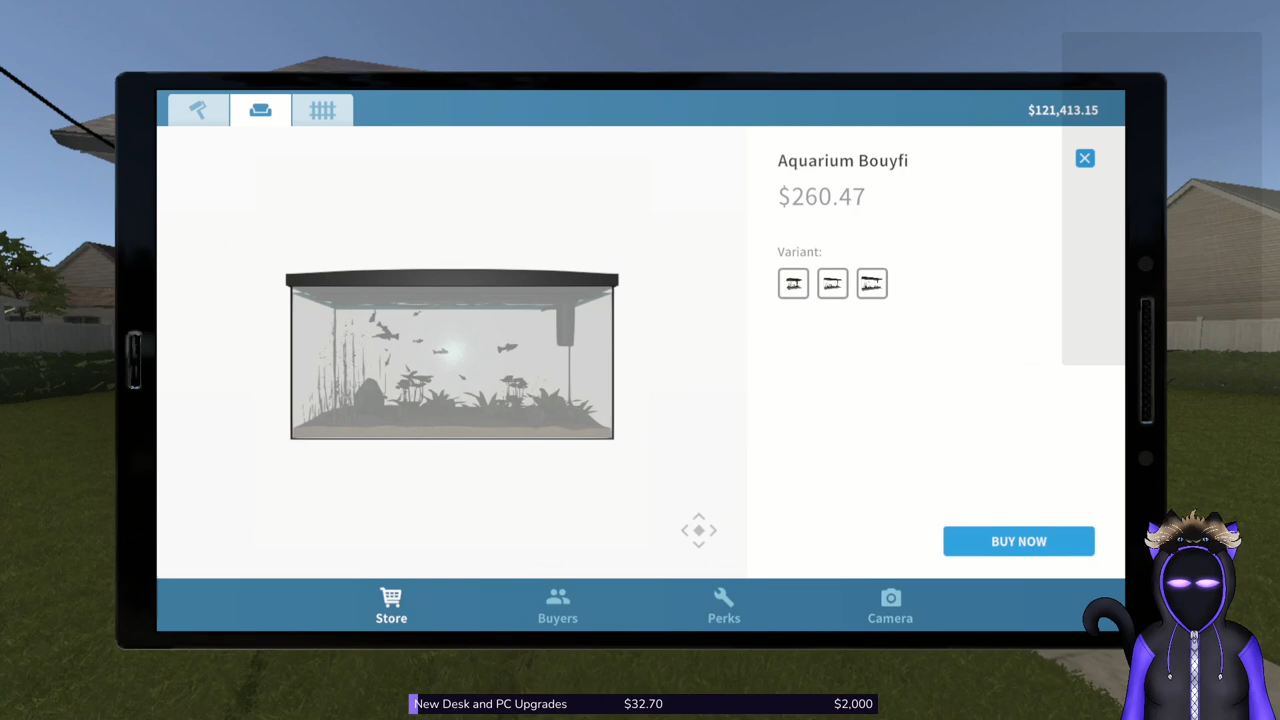 $121,413.15
Aquarium Bouyfi
$260.47
Variant:
BUY NOW
Store
Buyers
Perks
Camera
New Desk and PC Upgrades $32.70 $2,000